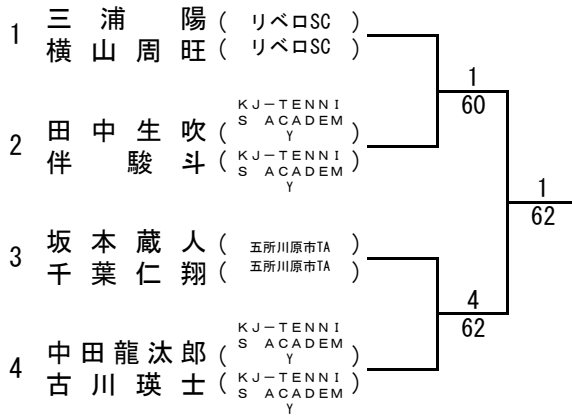 1 三浦陽 ( リベロSC )
横山周旺 ( リベロSC )
1
60
2 田中生吹 ( KJ-TENNIS ACADEMY )
伴駿斗 ( KJ-TENNIS ACADEMY )
1
62
3 坂本蔵人 ( 五所川原市TA )
千葉仁翔 ( 五所川原市TA )
4
62
4 中田龍汰郎 ( KJ-TENNIS ACADEMY )
古川瑛士 ( KJ-TENNIS ACADEMY )